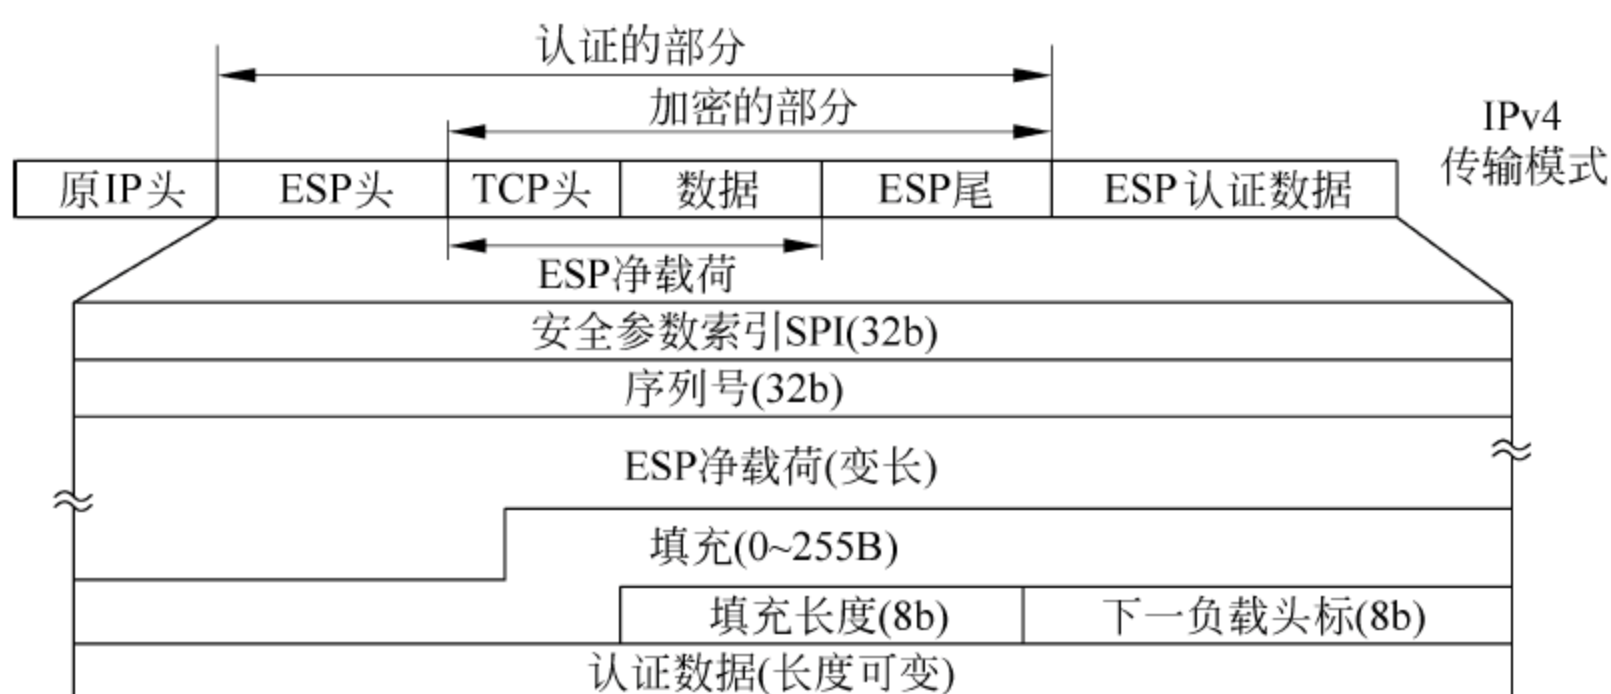 认证的部分
加密的部分
IPv4
传输模式
原IP头 ESP头 TCP头 数据 ESP尾 ESP认证数据
ESP净载荷
安全参数索引SPI(32b)
序列号(32b)
ESP净载荷(变长)
填充(0~255B)
填充长度(8b) 下一负载头标(8b)
认证数据(长度可变)